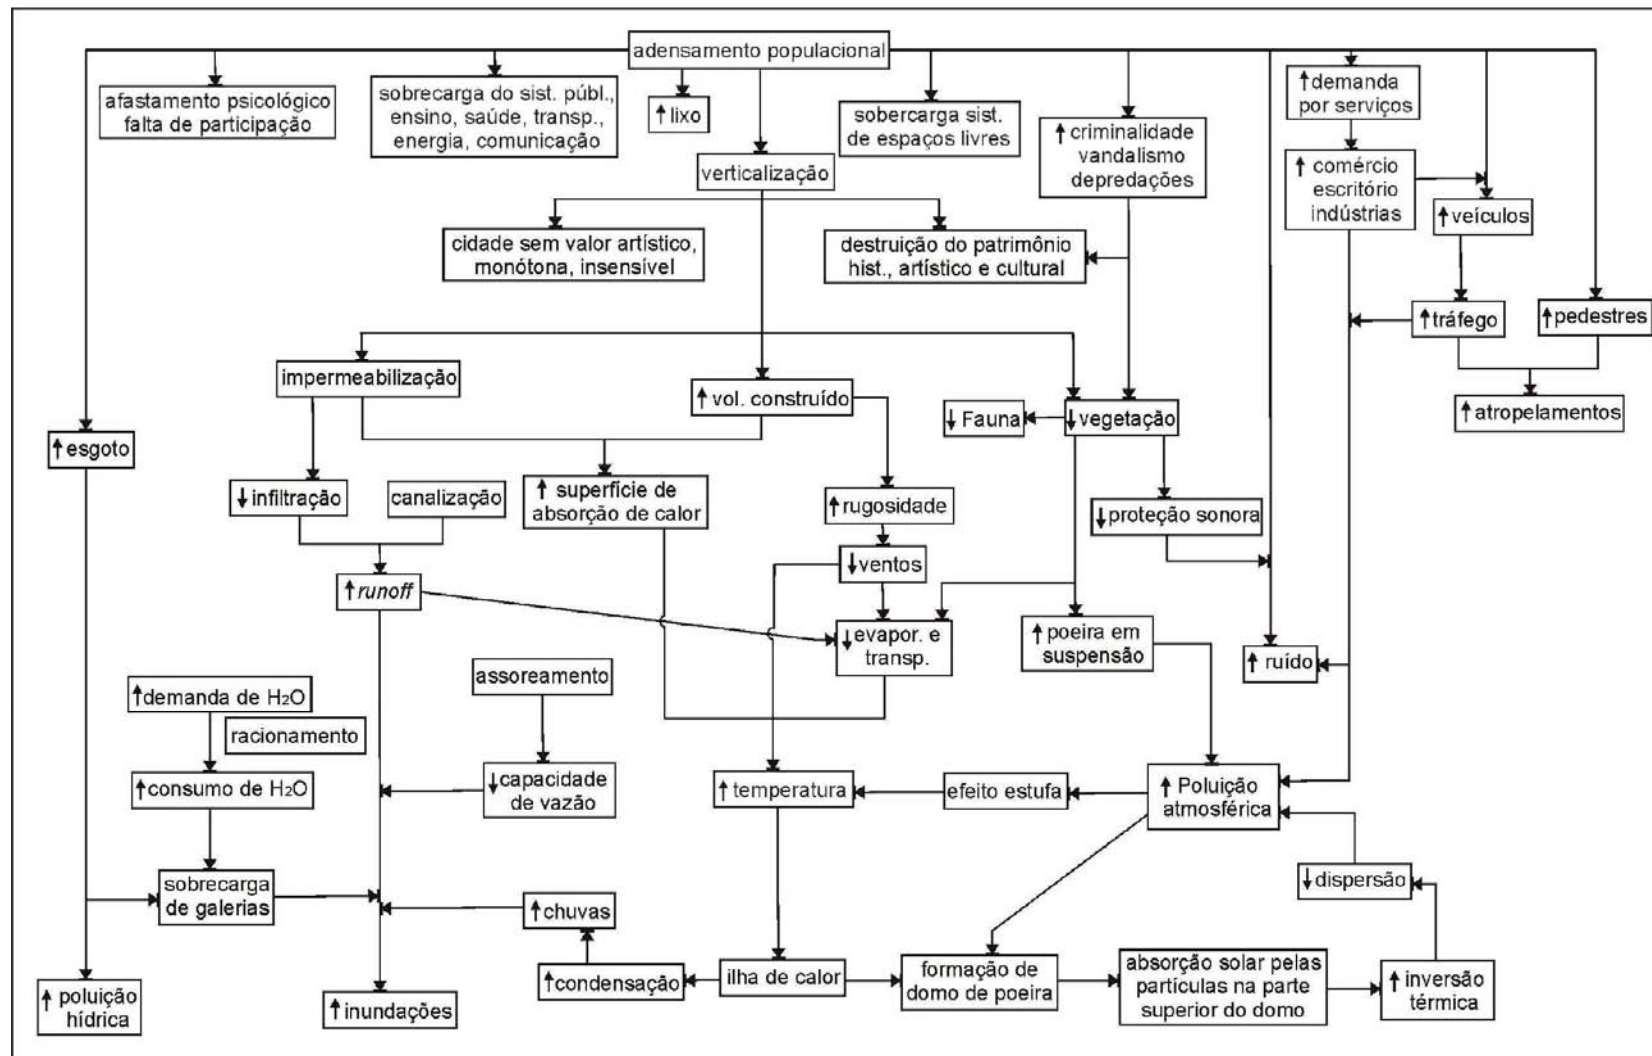 adensamento populacional
afastamento psicológico
falta de participação
sobrecarga do sist. públ.,
ensino, saúde, transp.,
energia, comunicação
↑ lixo
sobercarga sist.
de espaços livres
↑ criminalidade
vandalismo
depredações
↑ demanda
por serviços
verticalização
↑ comércio
escritório
indústrias
↑ veículos
cidade sem valor artístico,
monótona, insensível
destruição do patrimônio
hist., artístico e cultural
↑ tráfego
↑ pedestres
impermeabilização
↑ vol. construído
↓ Fauna
↓ vegetação
↑ atropelamentos
↑ esgoto
↓ infiltração
canalização
↑ superfície de
absorção de calor
↑ rugosidade
↓ proteção sonora
↓ ventos
↑ runoff
↓ evapor. e
transp.
↑ poeira em
suspensão
↑ ruído
assoreamento
↑ demanda de H₂O
racionamento
↑ consumo de H₂O
↓ capacidade
de vazão
↑ temperatura
efeito estufa
↑ Poluição
atmosférica
sobrecarga
de galerias
↓ dispersão
↑ chuvas
↑ poluição
hídrica
↑ inundações
↑ condensação
ilha de calor
formação de
domo de poeira
absorção solar pelas
partículas na parte
superior do domo
↑ inversão
térmica